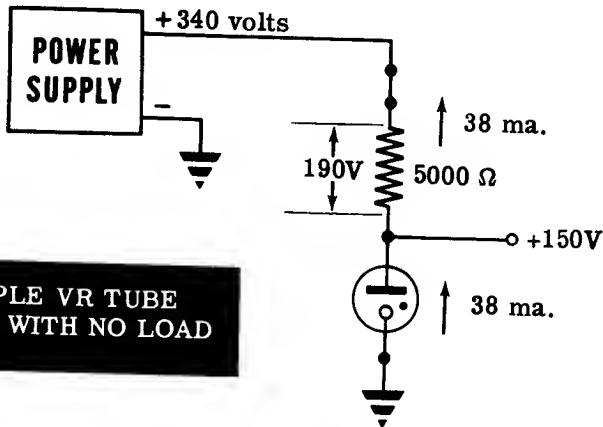 +340 volts
POWER
SUPPLY
−
38 ma.
190V
5000 Ω
+150V
PLE VR TUBE
WITH NO LOAD
38 ma.